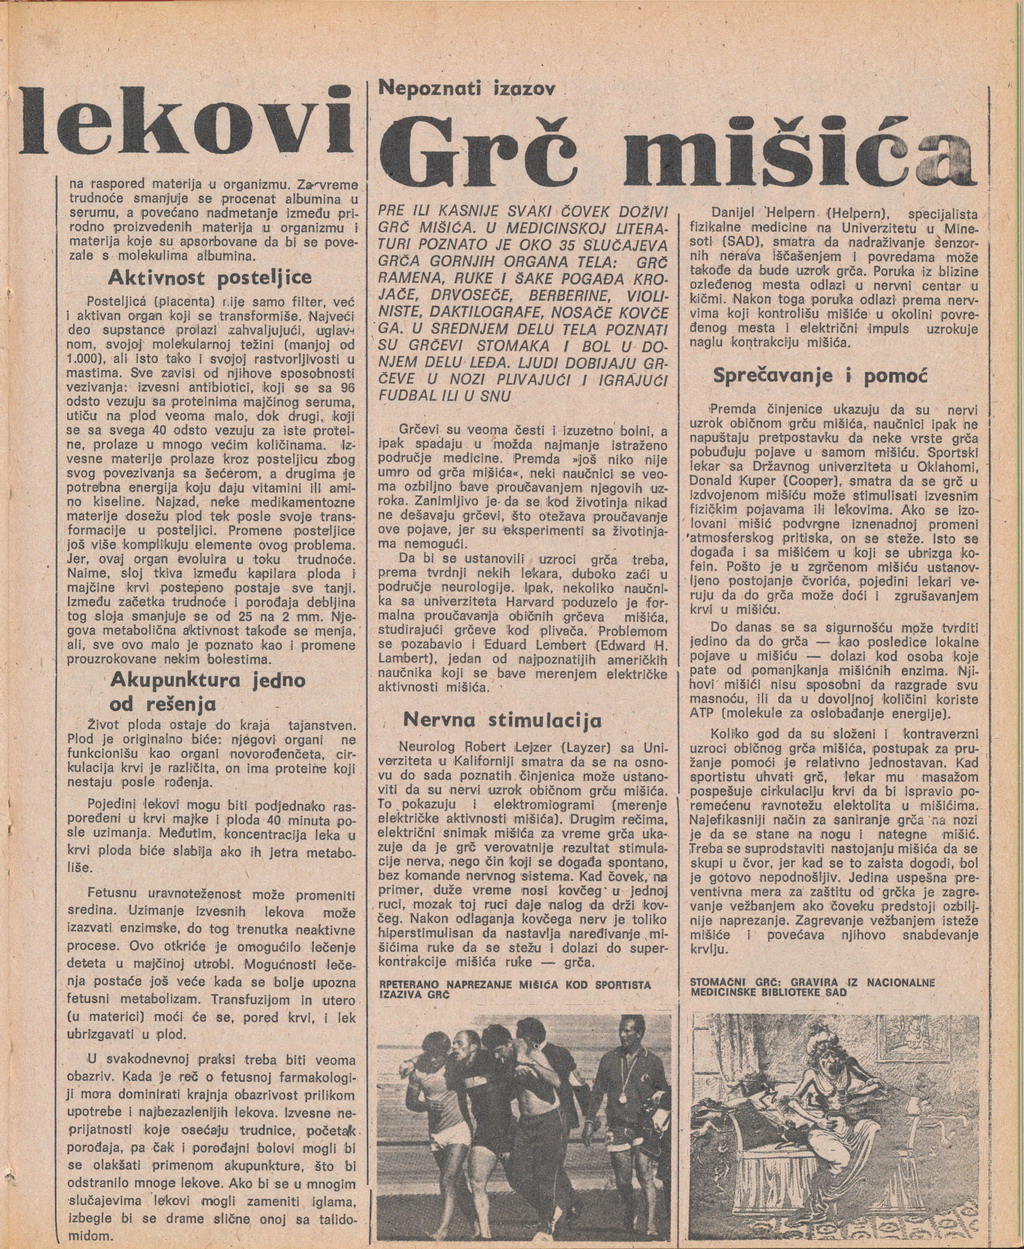 lekovi
na raspored materija u organizmu. Za vreme
trudnoće smanjuje se procenat albumina u
serumu, a povećano nadmetanje između pri-
rodno proizvedenih materija u organizmu i
materija koje su apsorbovane da bi se pove-
zale s molekulima albumina.
Aktivnost posteljice
Posteljica (placenta) nije samo filter, već
i aktivan organ koji se transformiše. Najveći
deo supstance prolazi zahvaljujući, uglav-
nom, svojoj molekularnoj težini (manjoj od
1.000), ali isto tako i svojoj rastvorljivosti u
mastima. Sve zavisi od njihove sposobnosti
vezivanja: izvesni antibiotici, koji se sa 96
odsto vezuju sa proteinima majčinog seruma,
utiču na plod veoma malo, dok drugi, koji
se sa svega 40 odsto vezuju za iste protei-
ne, prolaze u mnogo većim količinama. Iz-
vesne materije prolaze kroz posteljicu zbog
svog povezivanja sa šećerom, a drugima je
potrebna energija koju daju vitamini ili ami-
no kiseline. Najzad, neke medikamentozne
materije dosežu plod tek posle svoje trans-
formacije u posteljici. Promene posteljice
još više komplikuju elemente ovog problema.
Jer, ovaj organ evoluira u toku trudnoće.
Naime, sloj tkiva između kapilara ploda i
majčine krvi postepeno postaje sve tanji.
Između začetka trudnoće i porođaja debljina
tog sloja smanjuje se od 25 na 2 mm. Nje-
gova metabolična aktivnost takođe se menja,
ali, sve ovo malo je poznato kao i promene
prouzrokovane nekim bolestima.
Akupunktura jedno
od rešenja
Život ploda ostaje do kraja tajanstven.
Plod je originalno biće: njegovi organi ne
funkcionišu kao organi novorođenčeta, cir-
kulacija krvi je različita, on ima proteine koji
nestaju posle rođenja.
Pojedini lekovi mogu biti podjednako ras-
poređeni u krvi majke i ploda 40 minuta po-
sle uzimanja. Međutim, koncentracija leka u
krvi ploda biće slabija ako ih jetra metabo-
liše.
Fetusnu uravnoteženost može promeniti
sredina. Uzimanje izvesnih lekova može
izazvati enzimske, do tog trenutka neaktivne
procese. Ovo otkriće je omogućilo lečenje
deteta u majčinoj utrobi. Mogućnosti leče-
nja postaće još veće kada se bolje upozna
fetusni metabolizam. Transfuzijom in utero
(u materici) moći će se, pored krvi, i lek
ubrizgavati u plod.
U svakodnevnoj praksi treba biti veoma
obazriv. Kada je reč o fetusnoj farmakologi-
ji mora dominirati krajnja obazrivost prilikom
upotrebe i najbezazlenijih lekova. Izvesne ne-
prijatnosti koje osećaju trudnice, početak
porođaja, pa čak i porođajni bolovi mogli bi
se olakšati primenom akupunkture, što bi
odstranilo mnoge lekove. Ako bi se u mnogim
slučajevima lekovi mogli zameniti iglama,
izbegle bi se drame slične onoj sa talido-
midom.
Nepoznati izazov
Grč mišića
PRE ILI KASNIJE SVAKI ČOVEK DOŽIVI
GRČ MIŠIĆA. U MEDICINSKOJ LITERA-
TURI POZNATO JE OKO 35 SLUČAJEVA
GRČA GORNJIH ORGANA TELA: GRČ
RAMENA, RUKE I ŠAKE POGAĐA KRO-
JAČE, DRVOSEČE, BERBERINE, VIOLI-
NISTE, DAKTILOGRAFE, NOSAČE KOVČE
GA. U SREDNJEM DELU TELA POZNATI
SU GRČEVI STOMAKA I BOL U DO-
NJEM DELU LEĐA. LJUDI DOBIJAJU GR-
ČEVE U NOZI PLIVAJUĆI I IGRAJUĆI
FUDBAL ILI U SNU
Grčevi su veoma česti i izuzetno bolni, a
ipak spadaju u možda najmanje istraženo
područje medicine. Premda »još niko nije
umro od grča mišića«, neki naučnici se veo-
ma ozbiljno bave proučavanjem njegovih uz-
roka. Zanimljivo je da se kod životinja nikad
ne dešavaju grčevi, što otežava proučavanje
ove pojave, jer su eksperimenti sa životinja-
ma nemogući.
Da bi se ustanovili uzroci grča treba,
prema tvrdnji nekih lekara, duboko zaći u
područje neurologije. Ipak, nekoliko naučni-
ka sa univerziteta Harvard poduzelo je for-
malna proučavanja običnih grčeva mišića,
studirajući grčeve kod plivača. Problemom
se pozabavio i Eduard Lembert (Edward H.
Lambert), jedan od najpoznatijih američkih
naučnika koji se bave merenjem električke
aktivnosti mišića.
Nervna stimulacija
Neurolog Robert Lejzer (Layzer) sa Uni-
verziteta u Kaliforniji smatra da se na osno-
vu do sada poznatih činjenica može ustano-
viti da su nervi uzrok običnom grču mišića.
To pokazuju i elektromiogrami (merenje
električke aktivnosti mišića). Drugim rečima,
električni snimak mišića za vreme grča uka-
zuje da je grč verovatnije rezultat stimula-
cije nerva, nego čin koji se događa spontano,
bez komande nervnog sistema. Kad čovek, na
primer, duže vreme nosi kovčeg u jednoj
ruci, mozak toj ruci daje nalog da drži kov-
čeg. Nakon odlaganja kovčega nerv je toliko
hiperstimulisan da nastavlja naređivanje mi-
šićima ruke da se stežu i dolazi do super-
kontrakcije mišića ruke — grča.
RPETERANO NAPREZANJE MIŠIĆA KOD SPORTISTA
IZAZIVA GRČ
Danijel Helpern (Helpern), specijalista
fizikalne medicine na Univerzitetu u Mine-
soti (SAD), smatra da nadraživanje senzor-
nih nerava iščašenjem i povredama može
takođe da bude uzrok grča. Poruka iz blizine
ozleđenog mesta odlazi u nervni centar u
kičmi. Nakon toga poruka odlazi prema nerv-
vima koji kontrolišu mišiće u okolini povre-
đenog mesta i električni impuls uzrokuje
naglu kontrakciju mišića.
Sprečavanje i pomoć
Premda činjenice ukazuju da su nervi
uzrok običnom grču mišića, naučnici ipak ne
napuštaju pretpostavku da neke vrste grča
pobuđuju pojave u samom mišiću. Sportski
lekar sa Državnog univerziteta u Oklahomi,
Donald Kuper (Cooper), smatra da se grč u
izdvojenom mišiću može stimulisati izvesnim
fizičkim pojavama ili lekovima. Ako se izo-
lovani mišić podvrgne iznenadnoj promeni
atmosferskog pritiska, on se steže. Isto se
događa i sa mišićem u koji se ubrizga ko-
fein. Pošto je u zgrčenom mišiću ustanov-
ljeno postojanje čvorića, pojedini lekari ve-
ruju da do grča može doći i zgrušavanjem
krvi u mišiću.
Do danas se sa sigurnošću može tvrditi
jedino da do grča — kao posledice lokalne
pojave u mišiću — dolazi kod osoba koje
pate od pomanjkanja mišićnih enzima. Nji-
hovi mišići nisu sposobni da razgrade svu
masnoću, ili da u dovoljnoj količini koriste
ATP (molekule za oslobađanje energije).
Koliko god da su složeni i kontraverzni
uzroci običnog grča mišića, postupak za pru-
žanje pomoći je relativno jednostavan. Kad
sportistu uhvati grč, lekar mu masažom
pospešuje cirkulaciju krvi da bi ispravio po-
remećenu ravnotežu elektolita u mišićima.
Najefikasniji način za saniranje grča na nozi
je da se stane na nogu i nategne mišić.
Treba se suprodstaviti nastojanju mišića da se
skupi u čvor, jer kad se to zaista dogodi, bol
je gotovo nepodnošljiv. Jedina uspešna pre-
ventivna mera za zaštitu od grčka je zagre-
vanje vežbanjem ako čoveku predstoji ozbilj-
nije naprezanje. Zagrevanje vežbanjem isteže
mišiće i povećava njihovo snabdevanje
krvlju.
STOMAČNI GRČ: GRAVIRA IZ NACIONALNE
MEDICINSKE BIBLIOTEKE SAD